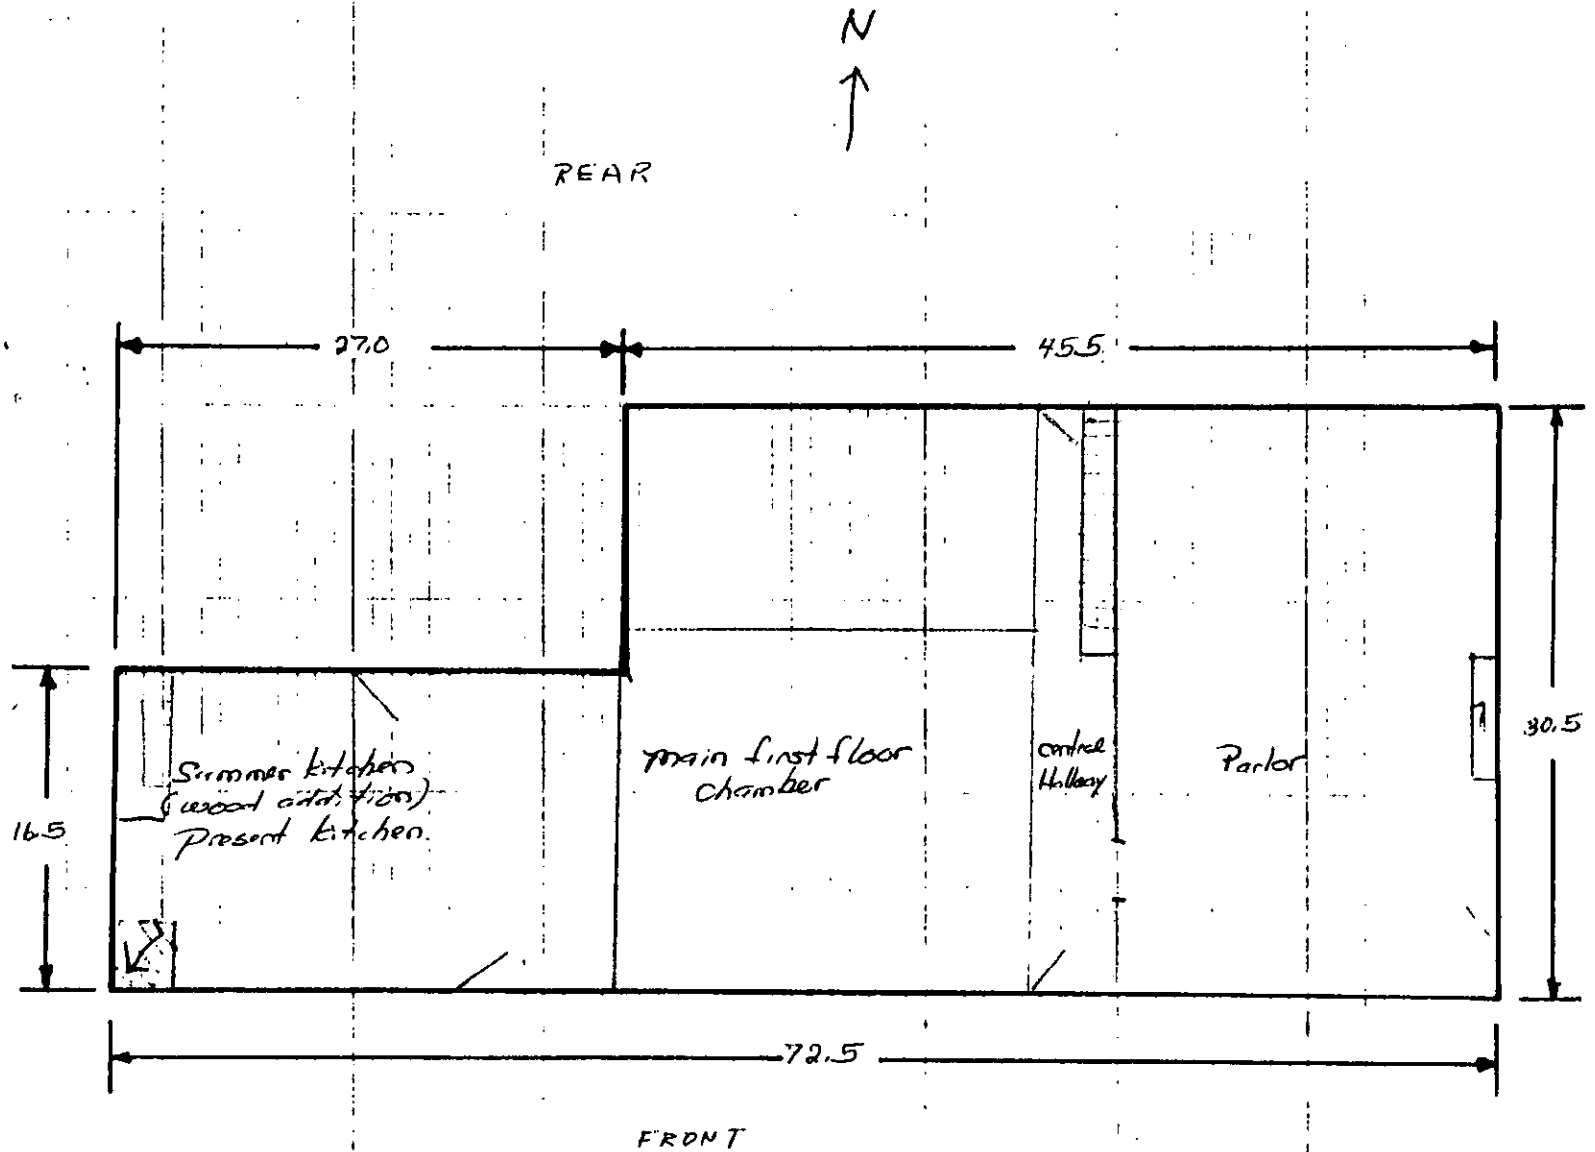 N
REAR
27.0
45.5
Summer kitchen
(wood addition)
Present kitchen.
main first floor
chamber
central
Hallway
Parlor
16.5
30.5
72.5
FRONT